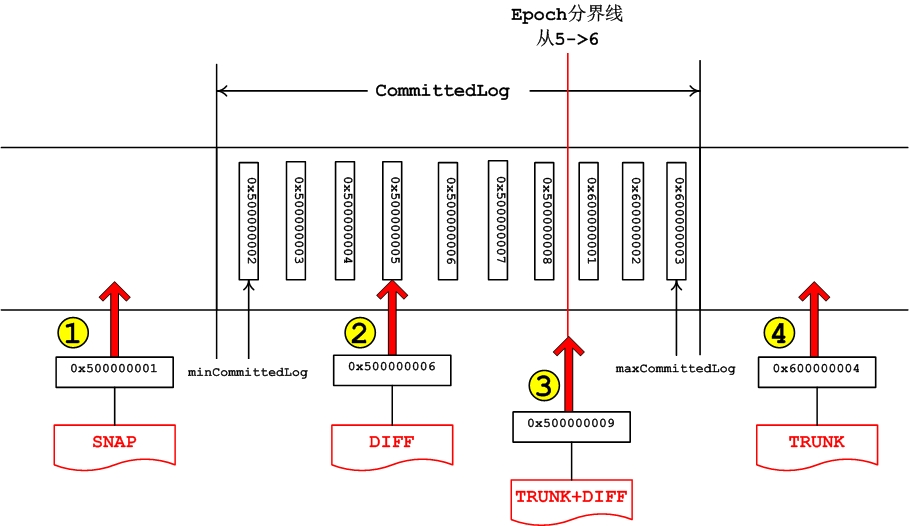 Epoch分界线
从5->6
CommittedLog
0x500000002
0x500000003
0x500000004
0x500000005
0x500000006
0x500000007
0x500000008
0x600000001
0x600000002
0x600000003
1
2
3
4
minCommittedLog
maxCommittedLog
0x500000001
0x500000006
0x500000009
0x600000004
SNAP
DIFF
TRUNK+DIFF
TRUNK